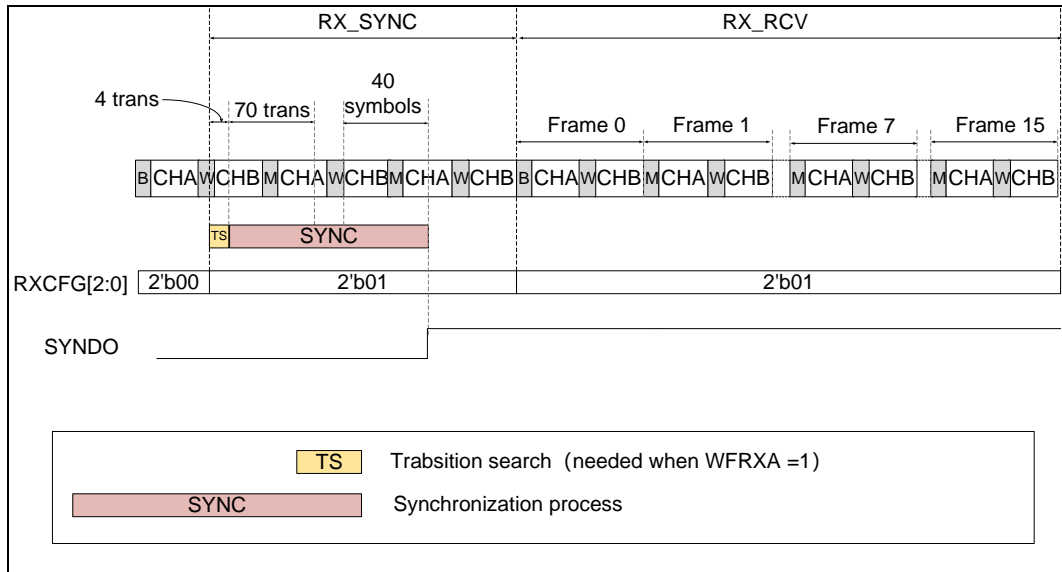 RX_SYNC RX_RCV
40
symbols
4 trans
70 trans
Frame 0 Frame 1 Frame 7 Frame 15
B CHA W CHB M CHA W CHB M CHA W CHB B CHA W CHB M CHA W CHB M CHA W CHB M CHA W CHB
TS SYNC
RXCFG[2:0] 2'b00 2'b01 2'b01
SYNDO
TS Trabsition search (needed when WFRXA =1)
SYNC Synchronization process